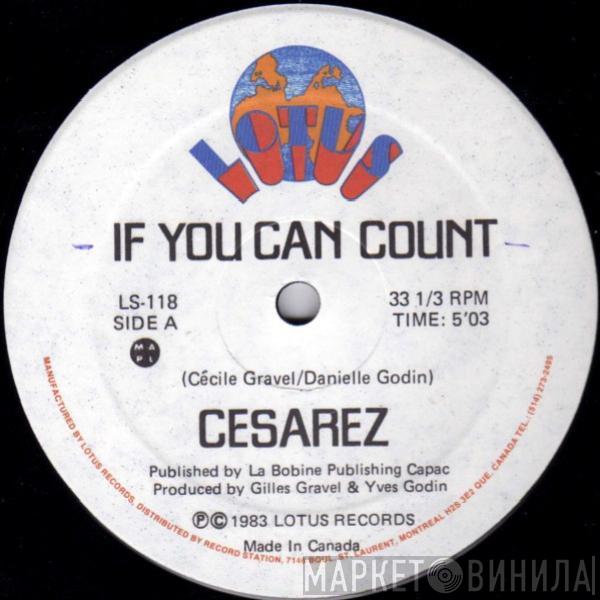 LOTUS
IF YOU CAN COUNT
LS-118
SIDE A
33 1/3 RPM
TIME: 5'03
MAPL
(Cécile Gravel/Danielle Godin)
CESAREZ
Published by La Bobine Publishing Capac
Produced by Gilles Gravel & Yves Godin
Ⓟ© 1983 LOTUS RECORDS
Made In Canada
MANUFACTURED BY LOTUS RECORDS, DISTRIBUTED BY RECORD STATION, 7146 BOUL. ST. LAURENT, MONTREAL H2S 3E2 QUE. CANADA TEL.: (514) 273-2495
МАРКЕТ ВИНИЛА